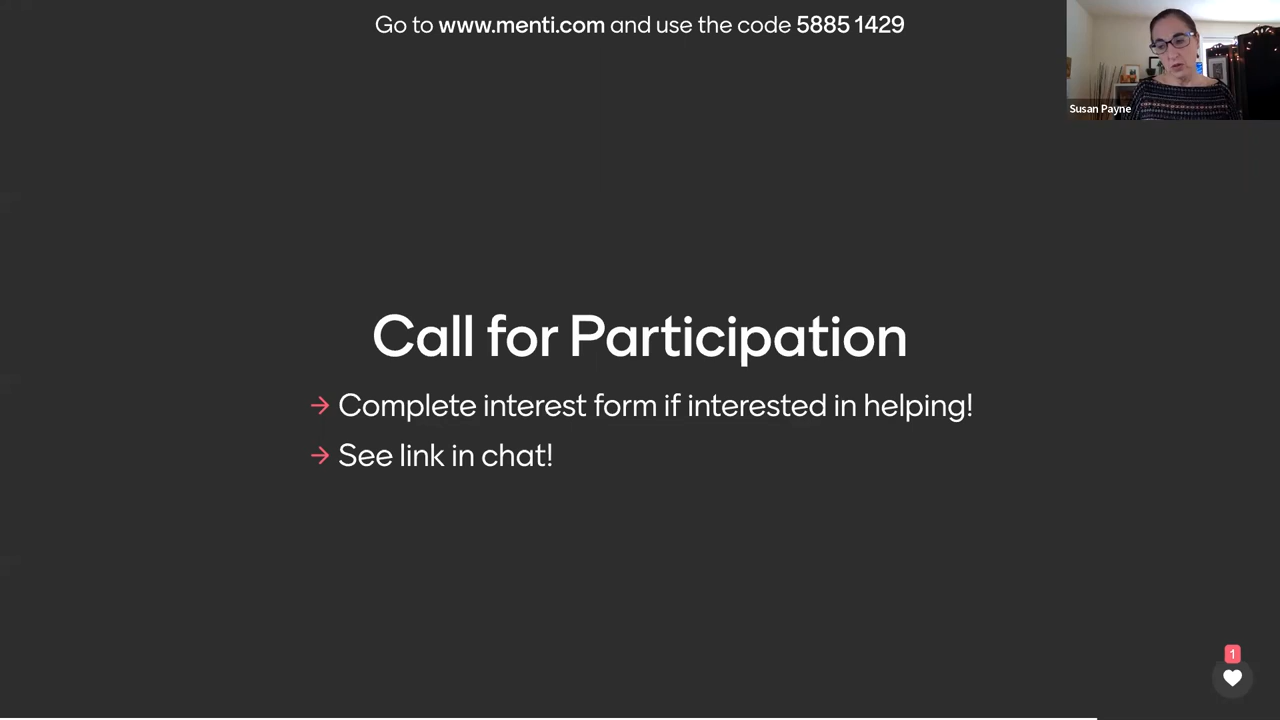 Go to www.menti.com and use the code 5885 1429
Susan Payne
Call for Participation
→ Complete interest form if interested in helping!
→ See link in chat!
1